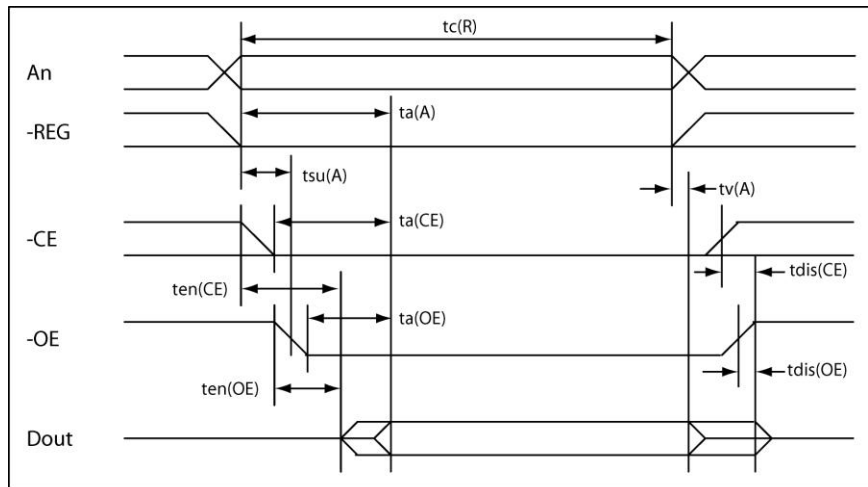 tc(R)
An
ta(A)
-REG
tsu(A)
tv(A)
ta(CE)
-CE
tdis(CE)
ten(CE)
ta(OE)
-OE
tdis(OE)
ten(OE)
Dout